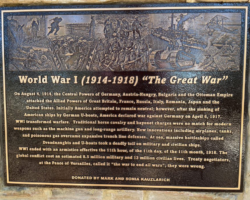 World War I (1914-1918) "The Great War"
On August 4, 1914, the Central Powers of Germany, Austria-Hungry, Bulgaria and the Ottoman Empire
attacked the Allied Powers of Great Britain, France, Russia, Italy, Romania, Japan and the
United States. Initially America attempted to remain neutral; however, after the sinking of
American ships by German U-boats, America declared war against Germany on April 6, 1917.
WWI transformed warfare. Traditional horse cavalry and bayonet charges were no match for modern
weapons such as the machine gun and long-range artillery. New innovations including airplanes, tanks,
and poisonous gas overcame expansive trench line defenses. At sea, massive battleships called
Dreadnaughts and U-boats took a deadly toll on military and civilian ships.
WWI ended with an armistice effective the 11th hour, of the 11th day, of the 11th month, 1918. The
global conflict cost an estimated 8.5 million military and 13 million civilian lives. Treaty negotiators,
at the Peace of Versailles, called it "the war to end all wars"; they were wrong.
DONATED BY MARK AND SONIA